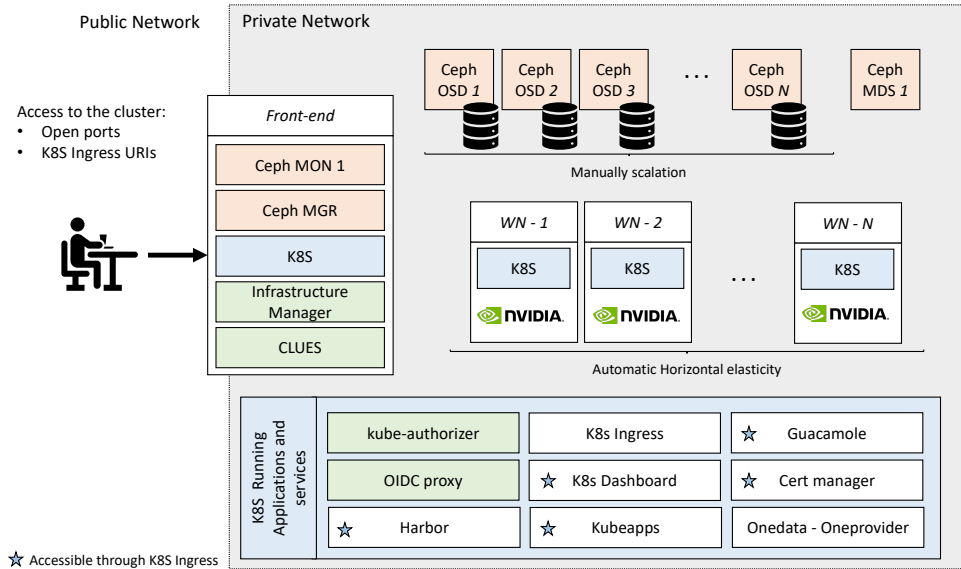 Public Network
Private Network
Access to the cluster:
• Open ports
• K8S Ingress URIs
Front-end
Ceph MON 1
Ceph MGR
K8S
Infrastructure
Manager
CLUES
Ceph
OSD 1
Ceph
OSD 2
Ceph
OSD 3
...
Ceph
OSD N
Ceph
MDS 1
Manually scalation
WN - 1
K8S
NVIDIA.
WN - 2
K8S
NVIDIA.
...
WN - N
K8S
NVIDIA.
Automatic Horizontal elasticity
K8S Running
Applications and
services
kube-authorizer
K8s Ingress
Guacamole
OIDC proxy
K8s Dashboard
Cert manager
Harbor
Kubeapps
Onedata - Oneprovider
Accessible through K8S Ingress